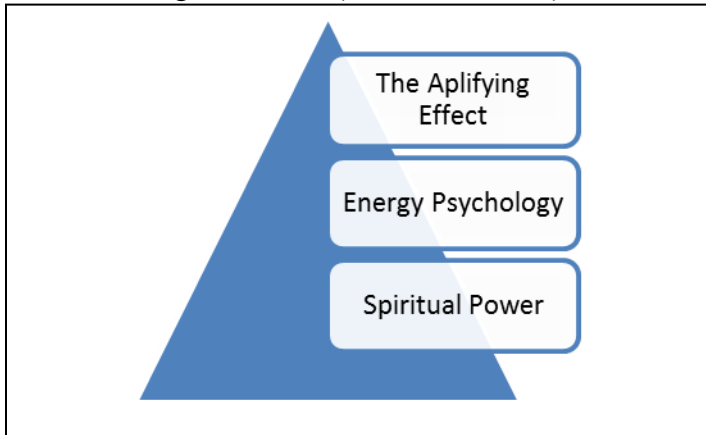 The Aplifying
Effect
Energy Psychology
Spiritual Power